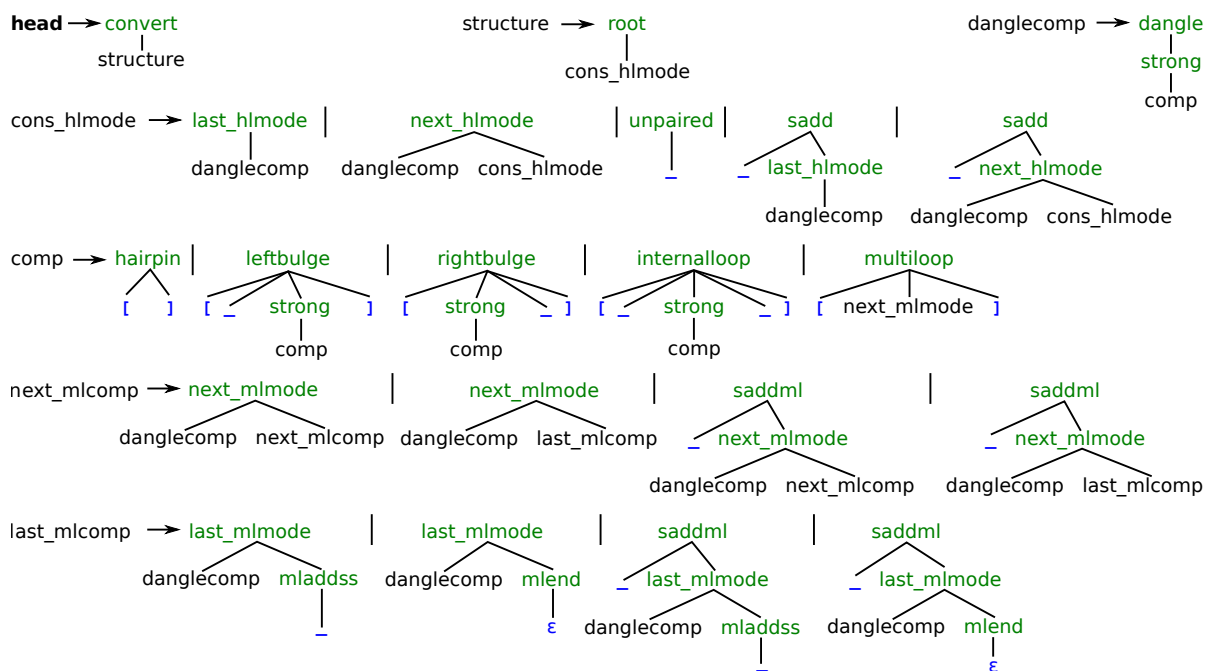 head convert structure root danglecomp dangle
structure cons_hlmode strong
comp
cons_hlmode last_hlmode | next_hlmode | unpaired | sadd | sadd
danglecomp danglecomp cons_hlmode _ _ last_hlmode _ next_hlmode
danglecomp danglecomp cons_hlmode
comp hairpin | leftbulge | rightbulge | internalloop | multiloop
[ ] [ _ strong ] [ strong _ ] [ _ strong _ ] [ next_mlmode ]
comp comp comp
next_mlcomp next_mlmode | next_mlmode | saddml | saddml
danglecomp next_mlcomp danglecomp last_mlcomp _ next_mlmode _ next_mlmode
danglecomp next_mlcomp danglecomp last_mlcomp
last_mlcomp last_mlmode | last_mlmode | saddml | saddml
danglecomp mladdss danglecomp mlend _ last_mlmode _ last_mlmode
_ ε danglecomp mladdss danglecomp mlend
_ ε